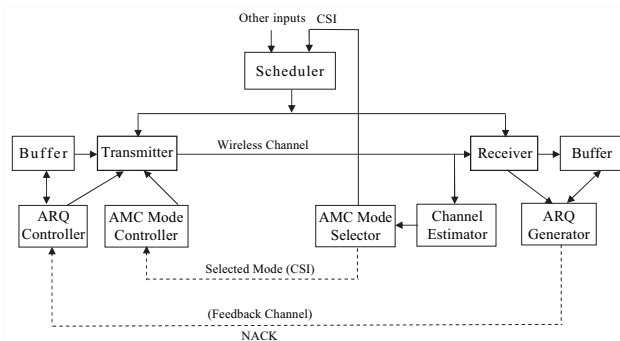 Other inputs CSI
Scheduler
Buffer
Transmitter
Wireless Channel
Receiver
Buffer
ARQ
Controller
AMC Mode
Controller
AMC Mode
Selector
Channel
Estimator
ARQ
Generator
Selected Mode (CSI)
(Feedback Channel)
NACK